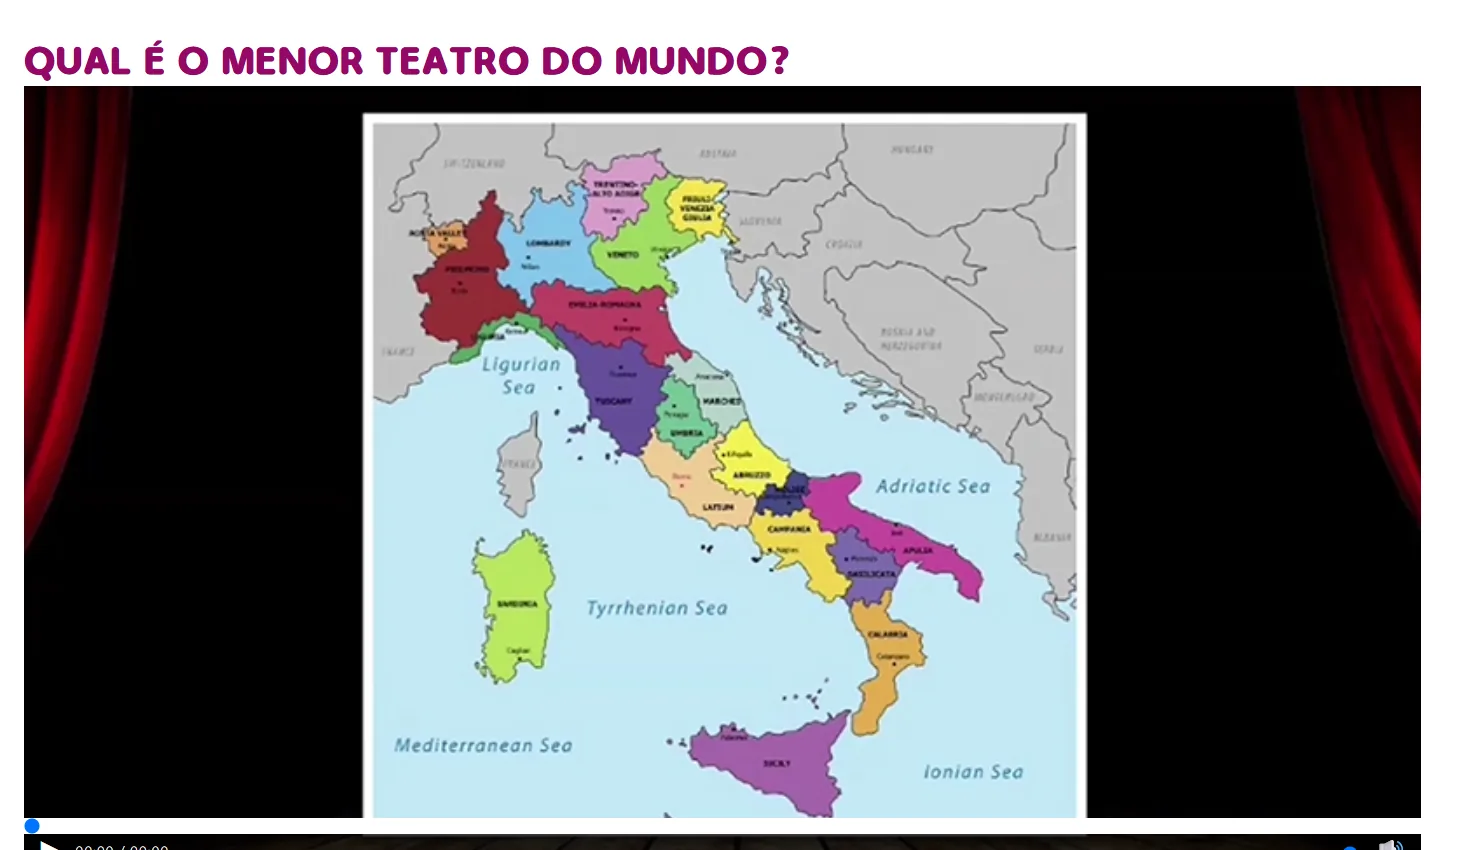 QUAL É O MENOR TEATRO DO MUNDO?
SWITZERLAND
AUSTRIA
HUNGARY
TRENTINO-
ALTO ADIGE
Trento
FRIULI-
VENEZIA
GIULIA
SLOVENIA
AOSTA VALLEY
Aosta
LOMBARDY
Milan
VENETO
CROATIA
PIEDMONT
EMILIA-ROMAGNA
Bologna
LIGURIA
Genoa
BOSNIA AND
HERZEGOVINA
SERBIA
FRANCE
Ligurian
Sea
Florence
Ancona
TUSCANY
MARCHES
MONTENEGRO
Perugia
UMBRIA
FRANCE
L'Aquila
ABRUZZO
Rome
MOLISE
Adriatic Sea
LATIUM
CAMPANIA
Naples
Bari
APULIA
ALBANIA
Potenza
BASILICATA
SARDINIA
Tyrrhenian Sea
Cagliari
CALABRIA
Catanzaro
Palermo
Mediterranean Sea
SICILY
Ionian Sea
00:00 / 00:00